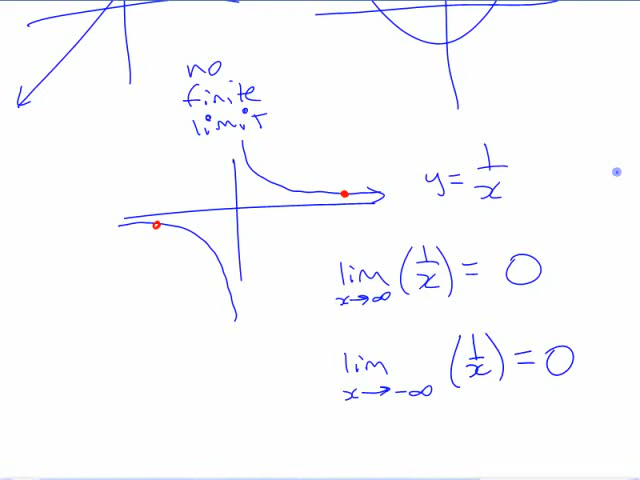 no
finite
limit
y = 1/x
lim x→∞ (1/x) = 0
lim x→-∞ (1/x) = 0